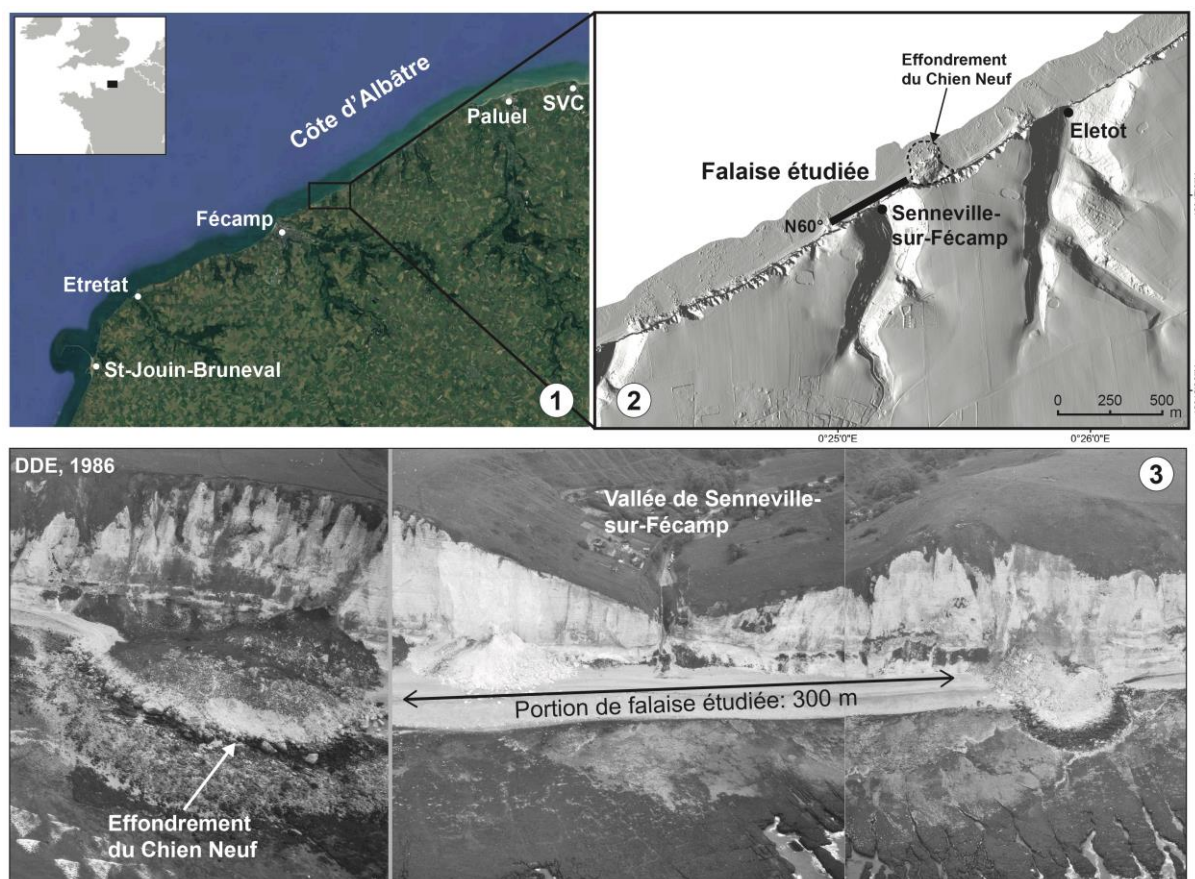 Côte d'Albâtre
SVC
Paluel
Fécamp
Etretat
St-Jouin-Bruneval
1
Effondrement
du Chien Neuf
Eletot
Falaise étudiée
N60°
Senneville-
sur-Fécamp
0 250 500
m
2
0°25'0"E
0°26'0"E
DDE, 1986
3
Vallée de Senneville-
sur-Fécamp
Portion de falaise étudiée: 300 m
Effondrement
du Chien Neuf